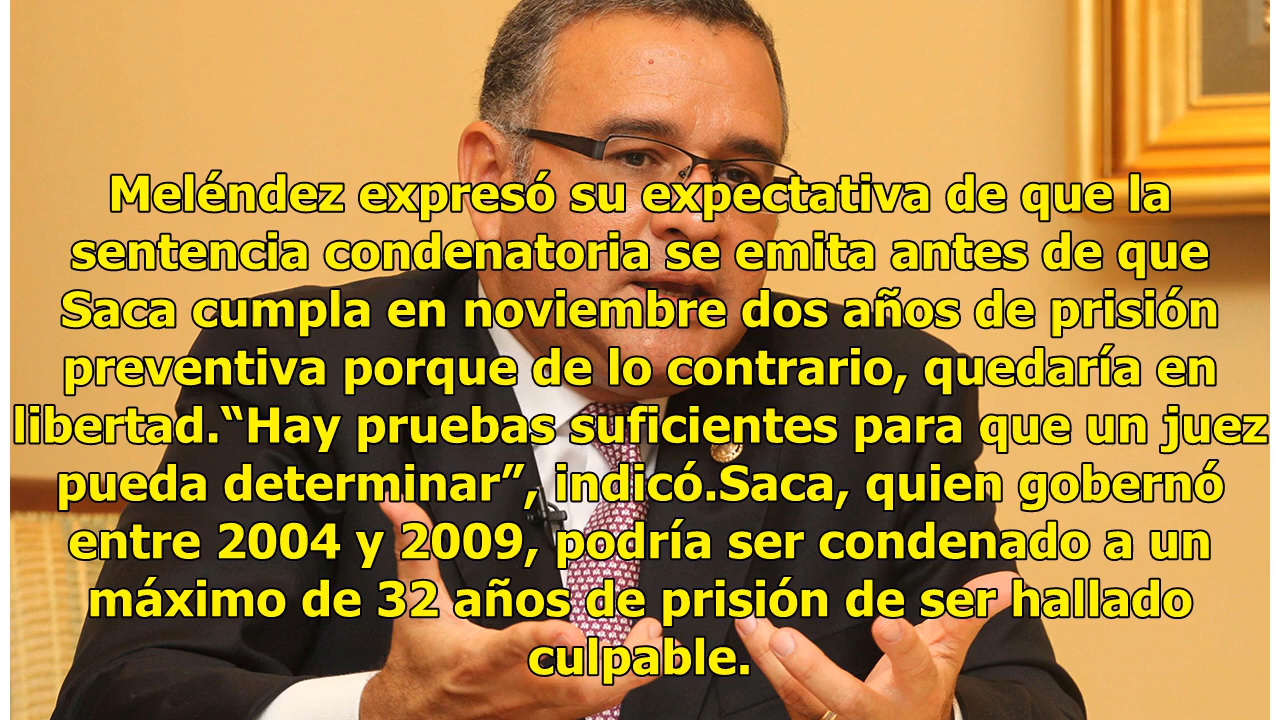 Meléndez expresó su expectativa de que la
sentencia condenatoria se emita antes de que
Saca cumpla en noviembre dos años de prisión
preventiva porque de lo contrario, quedaría en
libertad.“Hay pruebas suficientes para que un juez
pueda determinar”, indicó.Saca, quien gobernó
entre 2004 y 2009, podría ser condenado a un
máximo de 32 años de prisión de ser hallado
culpable.